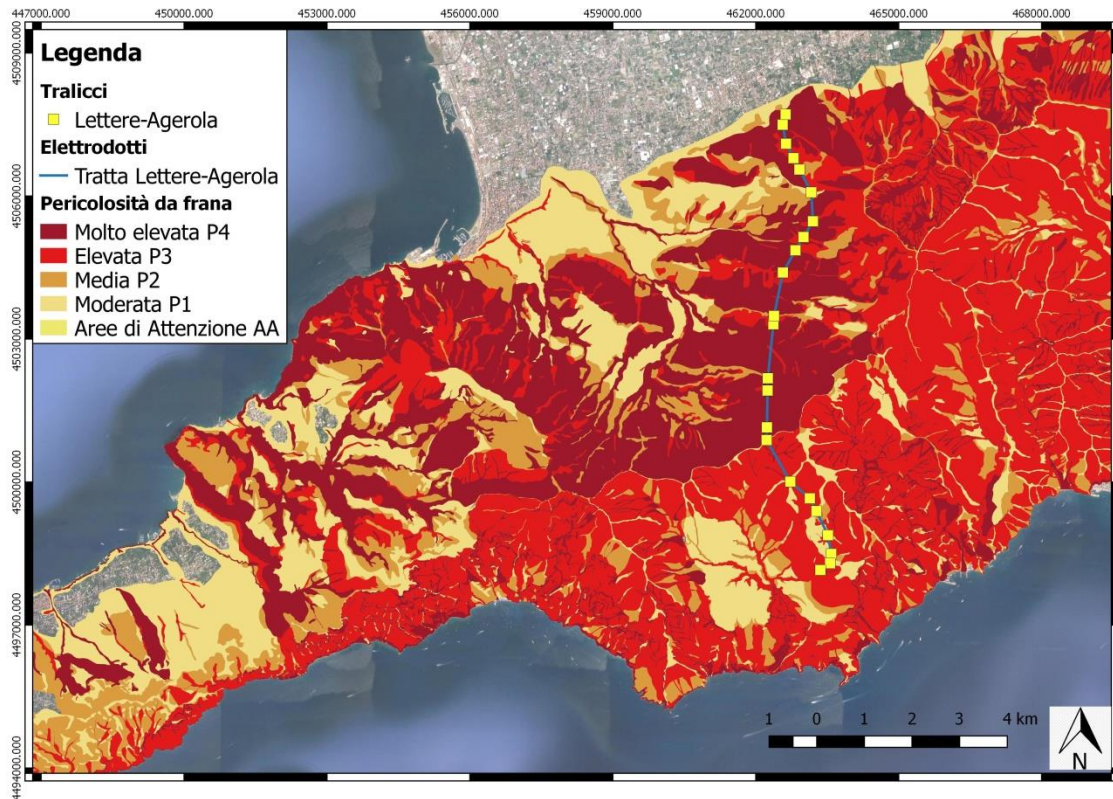 447000.000 450000.000 453000.000 456000.000 459000.000 462000.000 465000.000 468000.000
4509000.000
4506000.000
4503000.000
4500000.000
4497000.000
4494000.000
Legenda
Tralicci
Lettere-Agerola
Elettrodotti
Tratta Lettere-Agerola
Pericolosità da frana
Molto elevata P4
Elevata P3
Media P2
Moderata P1
Aree di Attenzione AA
1 0 1 2 3 4 km
N